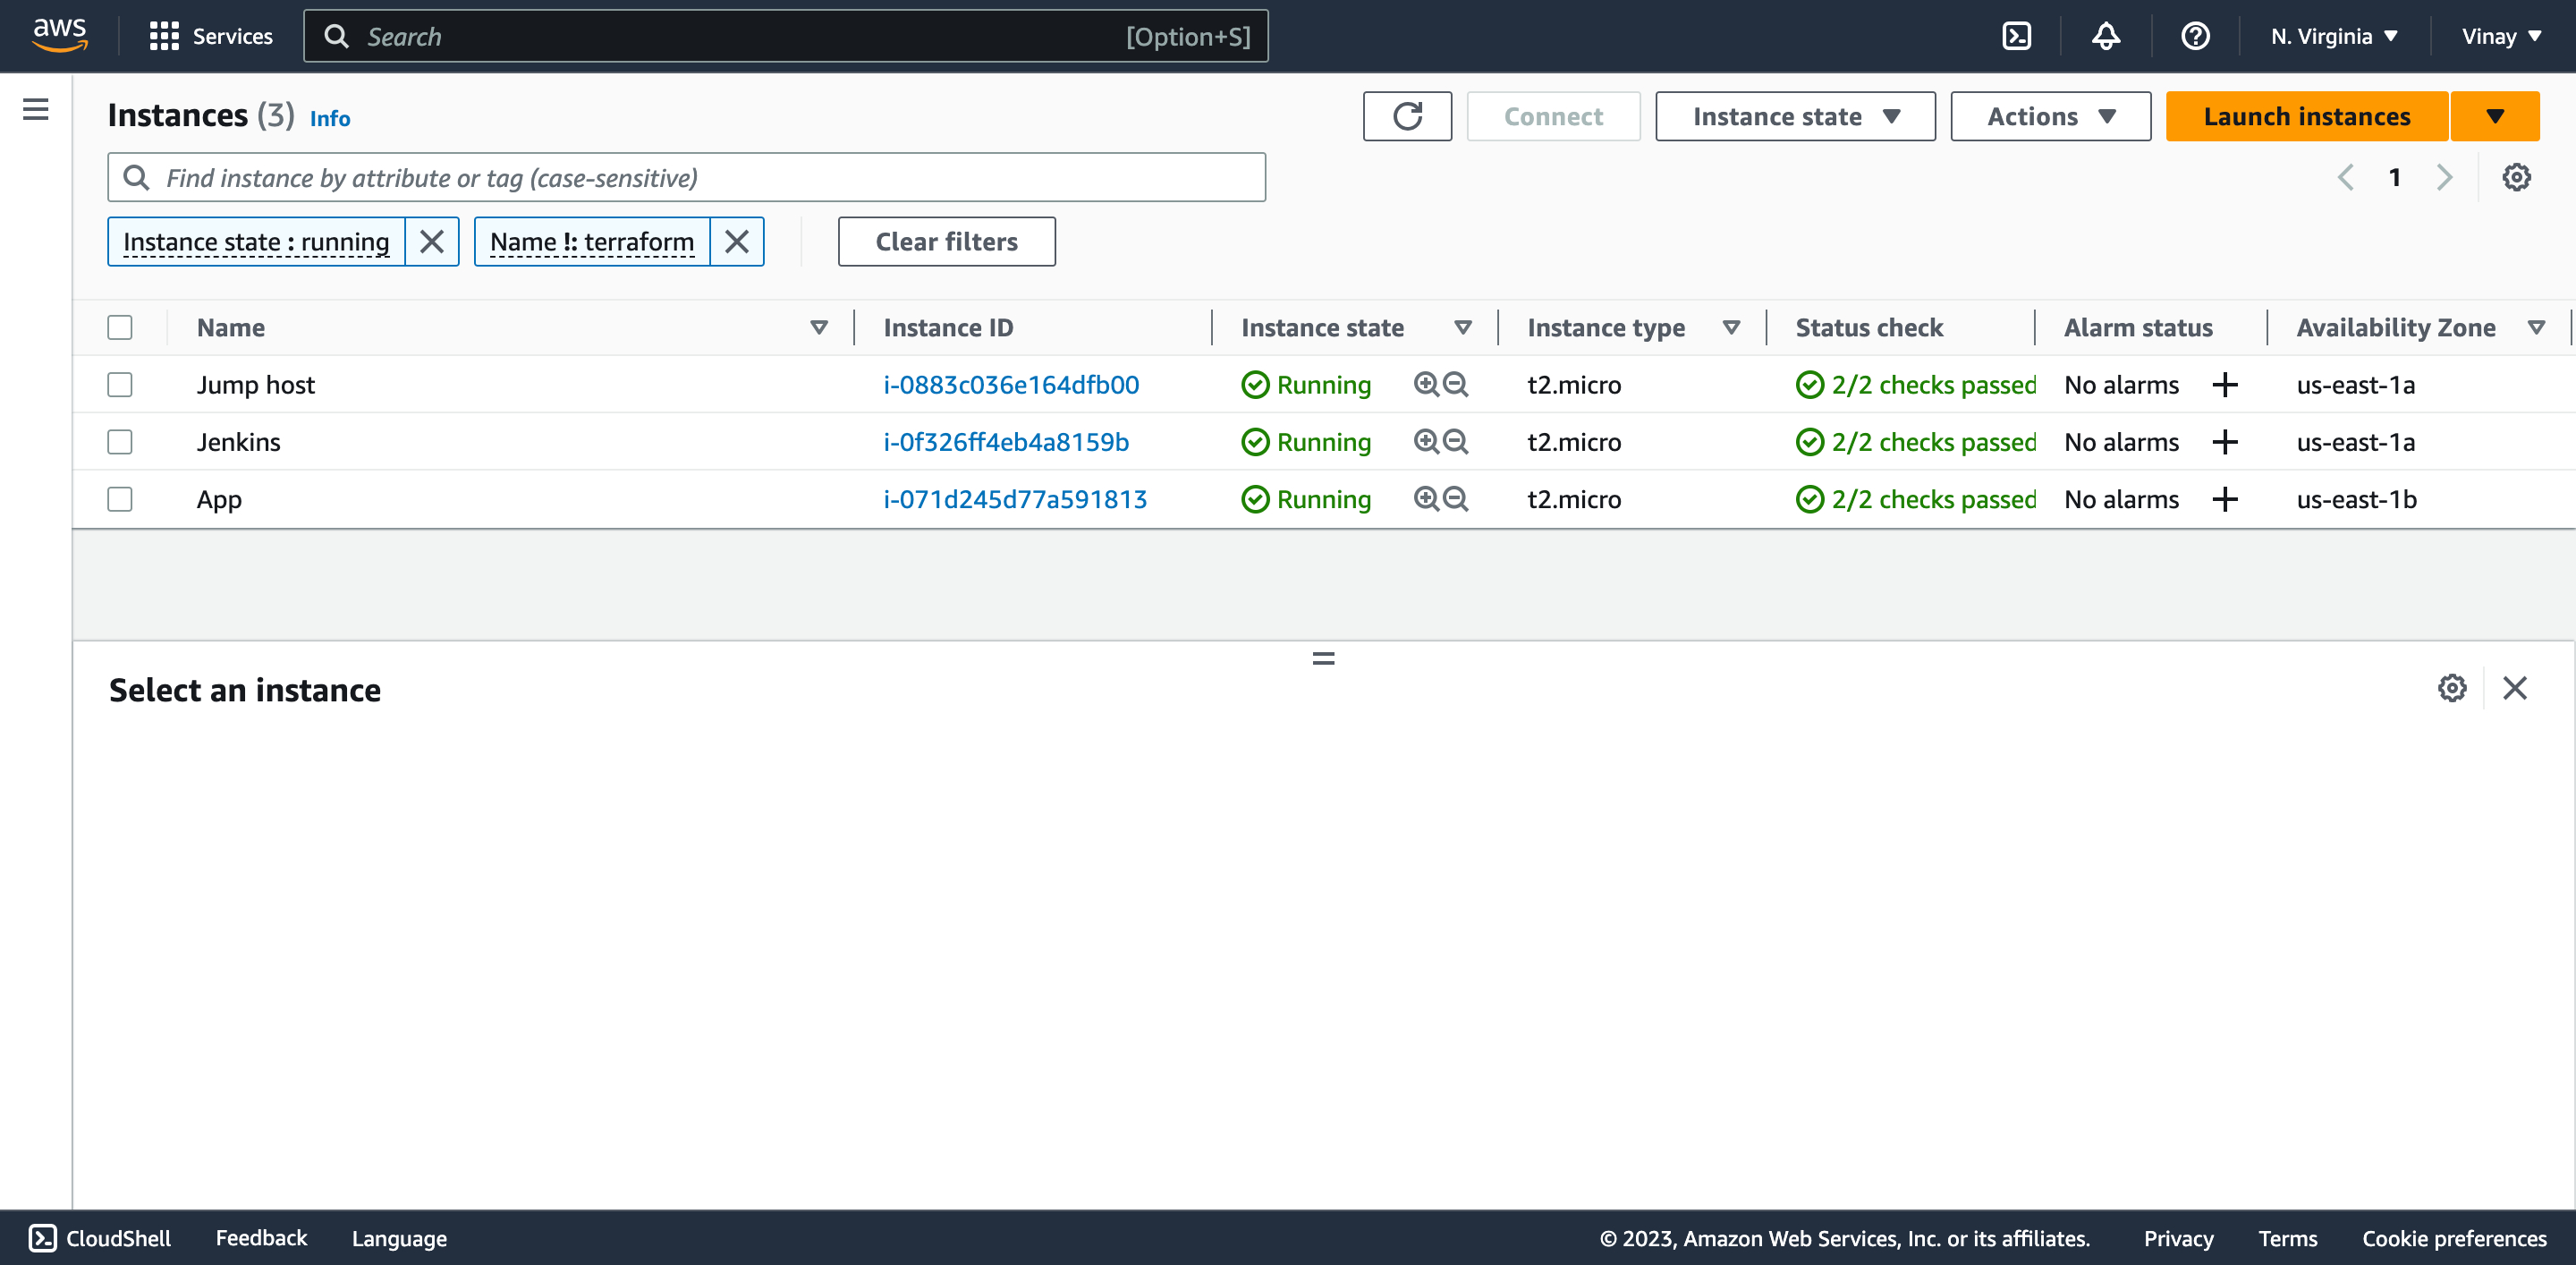 aws Services Search [Option+S] N. Virginia Vinay
Instances (3) Info Connect Instance state Actions Launch instances
Find instance by attribute or tag (case-sensitive) 1
Instance state : running Name !: terraform Clear filters
Name Instance ID Instance state Instance type Status check Alarm status Availability Zone
Jump host i-0883c036e164dfb00 Running t2.micro 2/2 checks passed No alarms us-east-1a
Jenkins i-0f326ff4eb4a8159b Running t2.micro 2/2 checks passed No alarms us-east-1a
App i-071d245d77a591813 Running t2.micro 2/2 checks passed No alarms us-east-1b
Select an instance
CloudShell Feedback Language © 2023, Amazon Web Services, Inc. or its affiliates. Privacy Terms Cookie preferences